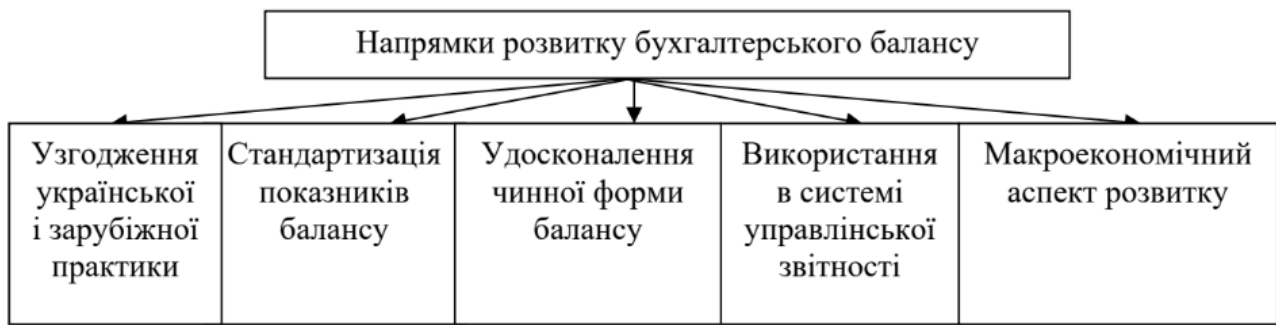 Напрямки розвитку бухгалтерського балансу
Узгодження
української
і зарубіжної
практики
Стандартизація
показників
балансу
Удосконалення
чинної форми
балансу
Використання
в системі
управлінської
звітності
Макроекономічний
аспект розвитку